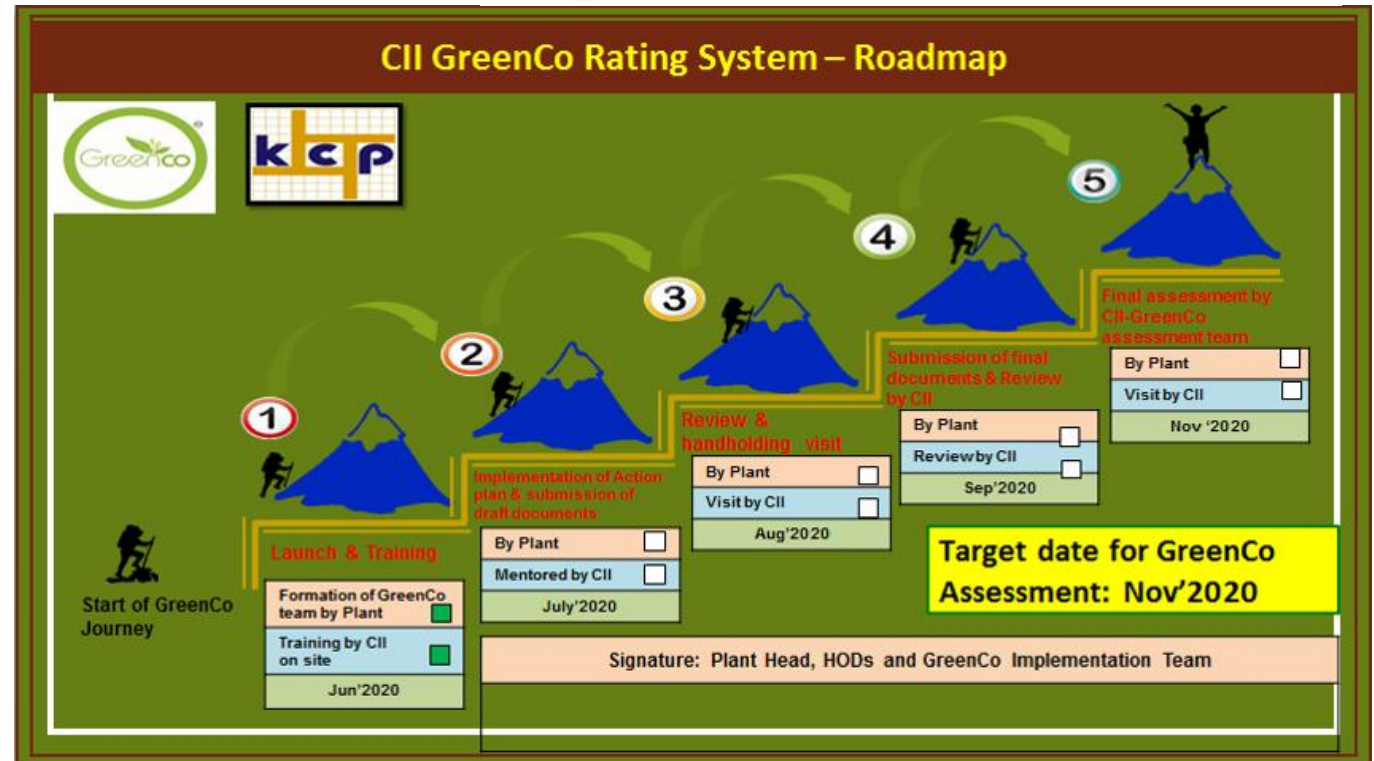 CII GreenCo Rating System – Roadmap
Greenco
®
kcp
5
4
3
2
1
Final assessment by
CII-GreenCo
assessment team
By Plant
Visit by CII
Nov ‘2020
Submission of final
documents & Review
by CII
By Plant
Review by CII
Sep’2020
Review &
handholding visit
By Plant
Visit by CII
Aug’2020
Implementation of Action
plan & submission of
draft documents
By Plant
Mentored by CII
July’2020
Launch & Training
Formation of GreenCo
team by Plant
Training by CII
on site
Jun’2020
Start of GreenCo
Journey
Target date for GreenCo
Assessment: Nov’2020
Signature: Plant Head, HODs and GreenCo Implementation Team